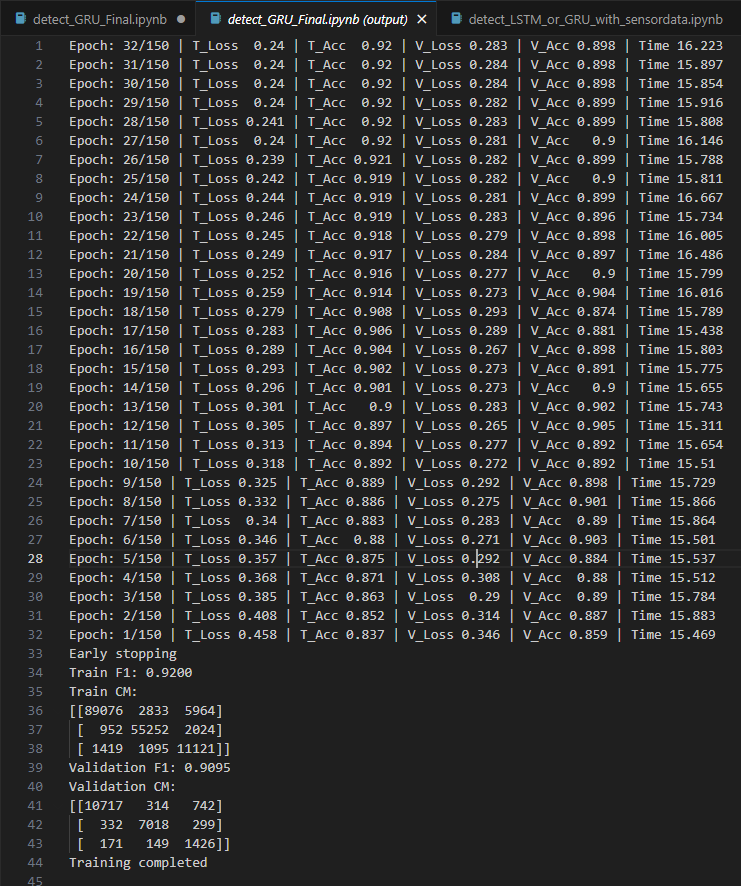 detect_GRU_Final.ipynb ● detect_GRU_Final.ipynb (output) × detect_LSTM_or_GRU_with_sensordata.ipynb
1 Epoch: 32/150 | T_Loss  0.24 | T_Acc  0.92 | V_Loss 0.283 | V_Acc 0.898 | Time 16.223
2 Epoch: 31/150 | T_Loss  0.24 | T_Acc  0.92 | V_Loss 0.284 | V_Acc 0.898 | Time 15.897
3 Epoch: 30/150 | T_Loss  0.24 | T_Acc  0.92 | V_Loss 0.284 | V_Acc 0.898 | Time 15.854
4 Epoch: 29/150 | T_Loss  0.24 | T_Acc  0.92 | V_Loss 0.282 | V_Acc 0.899 | Time 15.916
5 Epoch: 28/150 | T_Loss 0.241 | T_Acc  0.92 | V_Loss 0.283 | V_Acc 0.899 | Time 15.808
6 Epoch: 27/150 | T_Loss  0.24 | T_Acc  0.92 | V_Loss 0.281 | V_Acc   0.9 | Time 16.146
7 Epoch: 26/150 | T_Loss 0.239 | T_Acc 0.921 | V_Loss 0.282 | V_Acc 0.899 | Time 15.788
8 Epoch: 25/150 | T_Loss 0.242 | T_Acc 0.919 | V_Loss 0.282 | V_Acc   0.9 | Time 15.811
9 Epoch: 24/150 | T_Loss 0.244 | T_Acc 0.919 | V_Loss 0.281 | V_Acc 0.899 | Time 16.667
10 Epoch: 23/150 | T_Loss 0.246 | T_Acc 0.919 | V_Loss 0.283 | V_Acc 0.896 | Time 15.734
11 Epoch: 22/150 | T_Loss 0.245 | T_Acc 0.918 | V_Loss 0.279 | V_Acc 0.898 | Time 16.005
12 Epoch: 21/150 | T_Loss 0.249 | T_Acc 0.917 | V_Loss 0.284 | V_Acc 0.897 | Time 16.486
13 Epoch: 20/150 | T_Loss 0.252 | T_Acc 0.916 | V_Loss 0.277 | V_Acc   0.9 | Time 15.799
14 Epoch: 19/150 | T_Loss 0.259 | T_Acc 0.914 | V_Loss 0.273 | V_Acc 0.904 | Time 16.016
15 Epoch: 18/150 | T_Loss 0.279 | T_Acc 0.908 | V_Loss 0.293 | V_Acc 0.874 | Time 15.789
16 Epoch: 17/150 | T_Loss 0.283 | T_Acc 0.906 | V_Loss 0.289 | V_Acc 0.881 | Time 15.438
17 Epoch: 16/150 | T_Loss 0.289 | T_Acc 0.904 | V_Loss 0.267 | V_Acc 0.898 | Time 15.803
18 Epoch: 15/150 | T_Loss 0.293 | T_Acc 0.902 | V_Loss 0.273 | V_Acc 0.891 | Time 15.775
19 Epoch: 14/150 | T_Loss 0.296 | T_Acc 0.901 | V_Loss 0.273 | V_Acc   0.9 | Time 15.655
20 Epoch: 13/150 | T_Loss 0.301 | T_Acc   0.9 | V_Loss 0.283 | V_Acc 0.902 | Time 15.743
21 Epoch: 12/150 | T_Loss 0.305 | T_Acc 0.897 | V_Loss 0.265 | V_Acc 0.905 | Time 15.311
22 Epoch: 11/150 | T_Loss 0.313 | T_Acc 0.894 | V_Loss 0.277 | V_Acc 0.892 | Time 15.654
23 Epoch: 10/150 | T_Loss 0.318 | T_Acc 0.892 | V_Loss 0.272 | V_Acc 0.892 | Time 15.51
24 Epoch: 9/150 | T_Loss 0.325 | T_Acc 0.889 | V_Loss 0.292 | V_Acc 0.898 | Time 15.729
25 Epoch: 8/150 | T_Loss 0.332 | T_Acc 0.886 | V_Loss 0.275 | V_Acc 0.901 | Time 15.866
26 Epoch: 7/150 | T_Loss  0.34 | T_Acc 0.883 | V_Loss 0.283 | V_Acc  0.89 | Time 15.864
27 Epoch: 6/150 | T_Loss 0.346 | T_Acc  0.88 | V_Loss 0.271 | V_Acc 0.903 | Time 15.501
28 Epoch: 5/150 | T_Loss 0.357 | T_Acc 0.875 | V_Loss 0.292 | V_Acc 0.884 | Time 15.537
29 Epoch: 4/150 | T_Loss 0.368 | T_Acc 0.871 | V_Loss 0.308 | V_Acc  0.88 | Time 15.512
30 Epoch: 3/150 | T_Loss 0.385 | T_Acc 0.863 | V_Loss  0.29 | V_Acc  0.89 | Time 15.784
31 Epoch: 2/150 | T_Loss 0.408 | T_Acc 0.852 | V_Loss 0.314 | V_Acc 0.887 | Time 15.883
32 Epoch: 1/150 | T_Loss 0.458 | T_Acc 0.837 | V_Loss 0.346 | V_Acc 0.859 | Time 15.469
33 Early stopping
34 Train F1: 0.9200
35 Train CM:
36 [[89076  2833  5964]
37  [  952 55252  2024]
38  [ 1419  1095 11121]]
39 Validation F1: 0.9095
40 Validation CM:
41 [[10717   314   742]
42  [  332  7018   299]
43  [  171   149  1426]]
44 Training completed
45